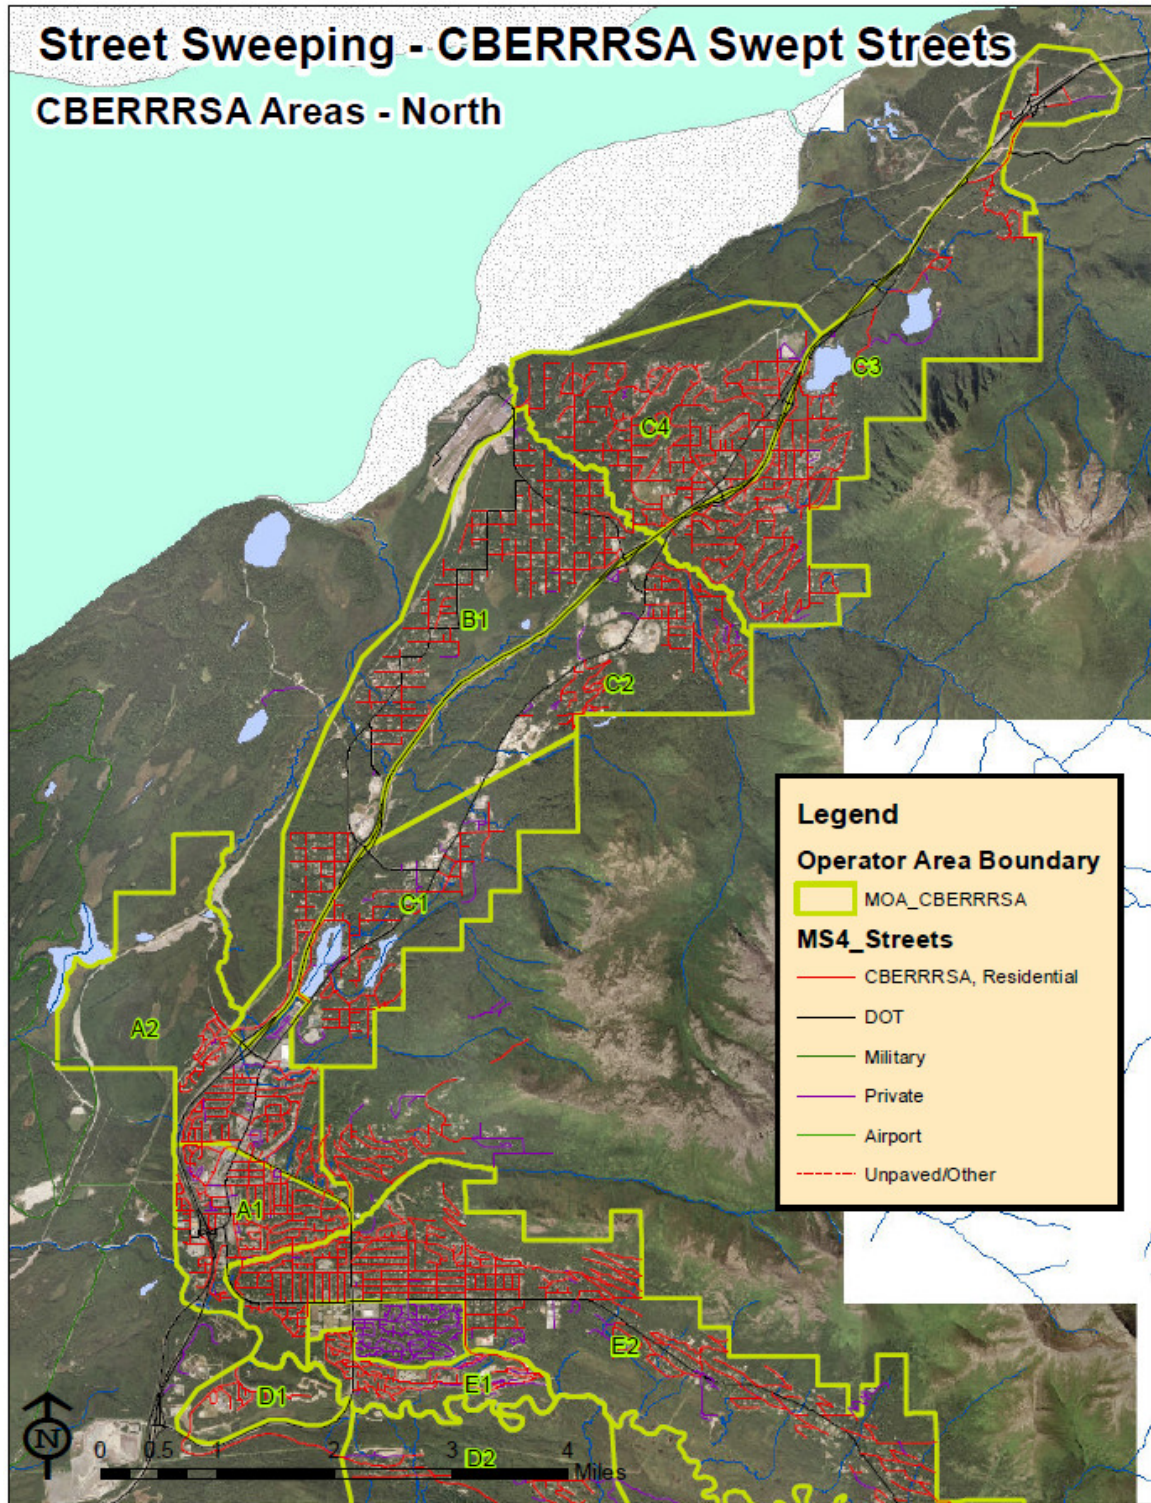 Street Sweeping - CBERRRSA Swept Streets
CBERRRSA Areas - North
C3
C4
B1
C2
C1
A2
A1
E2
E1
D1
D2
Legend
Operator Area Boundary
MOA_CBERRRSA
MS4_Streets
CBERRRSA, Residential
DOT
Military
Private
Airport
Unpaved/Other
N
0 0.5 1 2 3 4
Miles